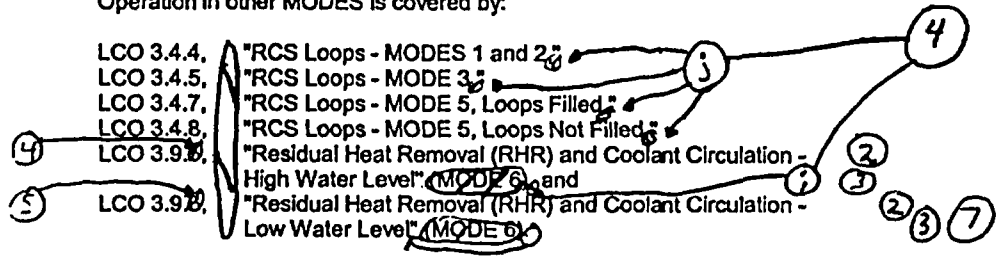 Operation in other MODES is covered by:
LCO 3.4.4, "RCS Loops - MODES 1 and 2,"
LCO 3.4.5, "RCS Loops - MODE 3,"
LCO 3.4.7, "RCS Loops - MODE 5, Loops Filled,"
LCO 3.4.8, "RCS Loops - MODE 5, Loops Not Filled,"
LCO 3.9. "Residual Heat Removal (RHR) and Coolant Circulation -
High Water Level" (MODE 6), and
LCO 3.9. "Residual Heat Removal (RHR) and Coolant Circulation -
Low Water Level" (MODE 6)
4
;
4
5
;
2
3
2 3 7